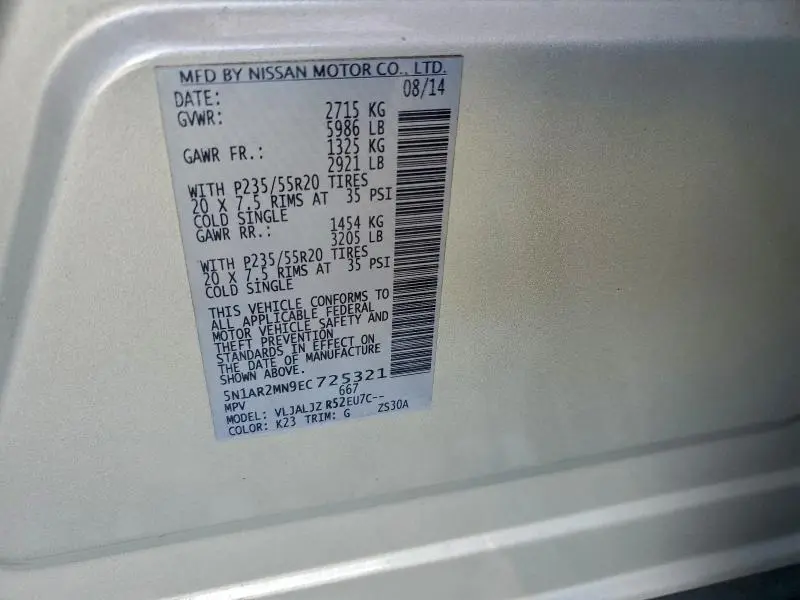 MFD BY NISSAN MOTOR CO., LTD.
DATE: 08/14
GVWR: 2715 KG
5986 LB
GAWR FR.: 1325 KG
2921 LB
WITH P235/55R20 TIRES
20 X 7.5 RIMS AT 35 PSI
COLD SINGLE
GAWR RR.: 1454 KG
3205 LB
WITH P235/55R20 TIRES
20 X 7.5 RIMS AT 35 PSI
COLD SINGLE
THIS VEHICLE CONFORMS TO
ALL APPLICABLE FEDERAL
MOTOR VEHICLE SAFETY AND
THEFT PREVENTION
STANDARDS IN EFFECT ON
THE DATE OF MANUFACTURE
SHOWN ABOVE.
5N1AR2MN9EC725321
MPV 667
MODEL: VLJALJZ R52EU7C--
COLOR: K23 TRIM: G ZS30A